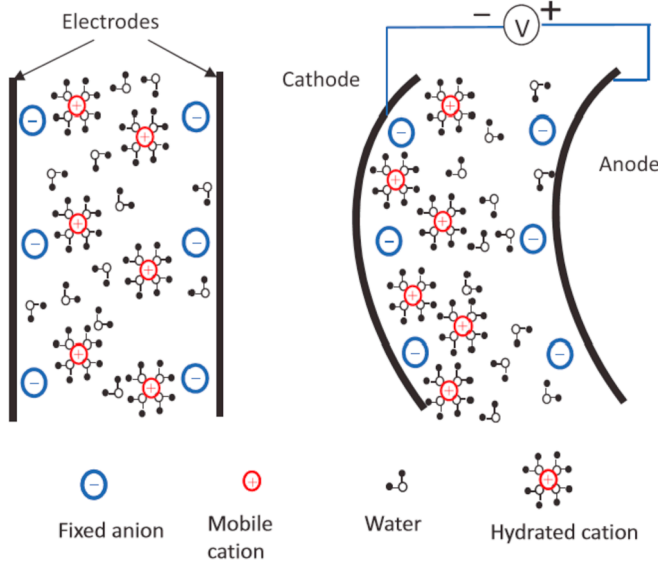 Electrodes
− +
V
Cathode
Anode
Fixed anion
Mobile
cation
Water
Hydrated cation